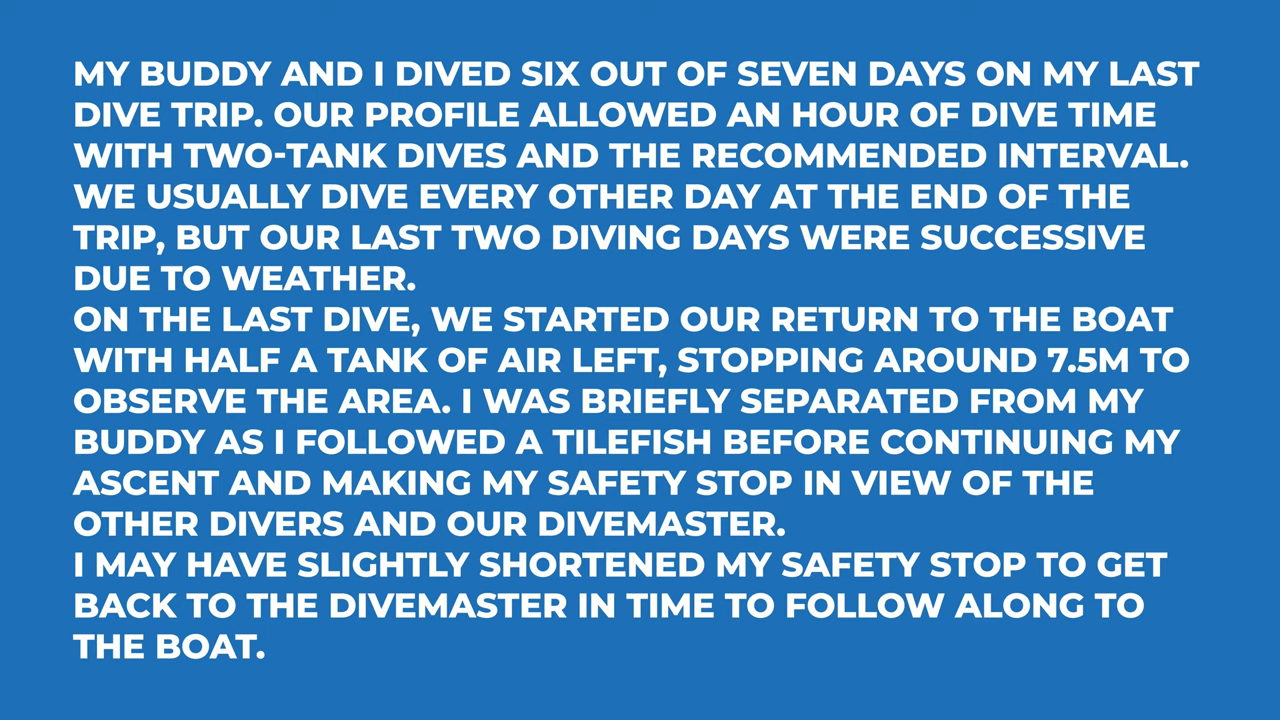 MY BUDDY AND I DIVED SIX OUT OF SEVEN DAYS ON MY LAST
DIVE TRIP. OUR PROFILE ALLOWED AN HOUR OF DIVE TIME
WITH TWO-TANK DIVES AND THE RECOMMENDED INTERVAL.
WE USUALLY DIVE EVERY OTHER DAY AT THE END OF THE
TRIP, BUT OUR LAST TWO DIVING DAYS WERE SUCCESSIVE
DUE TO WEATHER.
ON THE LAST DIVE, WE STARTED OUR RETURN TO THE BOAT
WITH HALF A TANK OF AIR LEFT, STOPPING AROUND 7.5M TO
OBSERVE THE AREA. I WAS BRIEFLY SEPARATED FROM MY
BUDDY AS I FOLLOWED A TILEFISH BEFORE CONTINUING MY
ASCENT AND MAKING MY SAFETY STOP IN VIEW OF THE
OTHER DIVERS AND OUR DIVEMASTER.
I MAY HAVE SLIGHTLY SHORTENED MY SAFETY STOP TO GET
BACK TO THE DIVEMASTER IN TIME TO FOLLOW ALONG TO
THE BOAT.